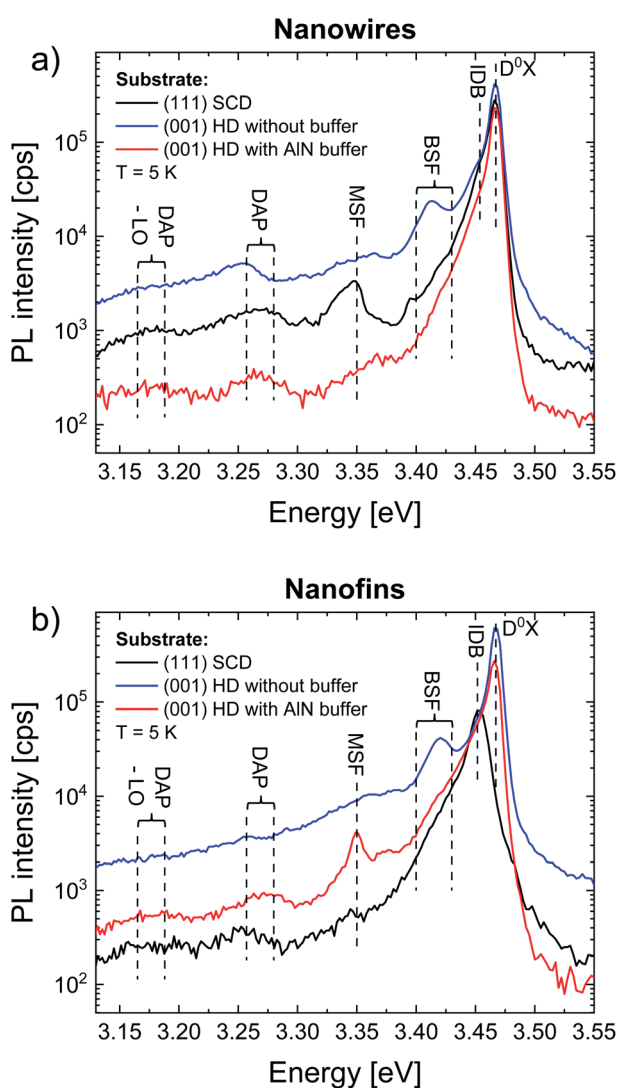 Nanowires
a)
Substrate:
(111) SCD
(001) HD without buffer
(001) HD with AlN buffer
T = 5 K
-LO
DAP
DAP
MSF
BSF
IDB
D⁰X
PL intensity [cps]
10⁵
10⁴
10³
10²
3.15 3.20 3.25 3.30 3.35 3.40 3.45 3.50 3.55
Energy [eV]
Nanofins
b)
Substrate:
(111) SCD
(001) HD without buffer
(001) HD with AlN buffer
T = 5 K
-LO
DAP
DAP
MSF
BSF
IDB
D⁰X
PL intensity [cps]
10⁵
10⁴
10³
10²
3.15 3.20 3.25 3.30 3.35 3.40 3.45 3.50 3.55
Energy [eV]